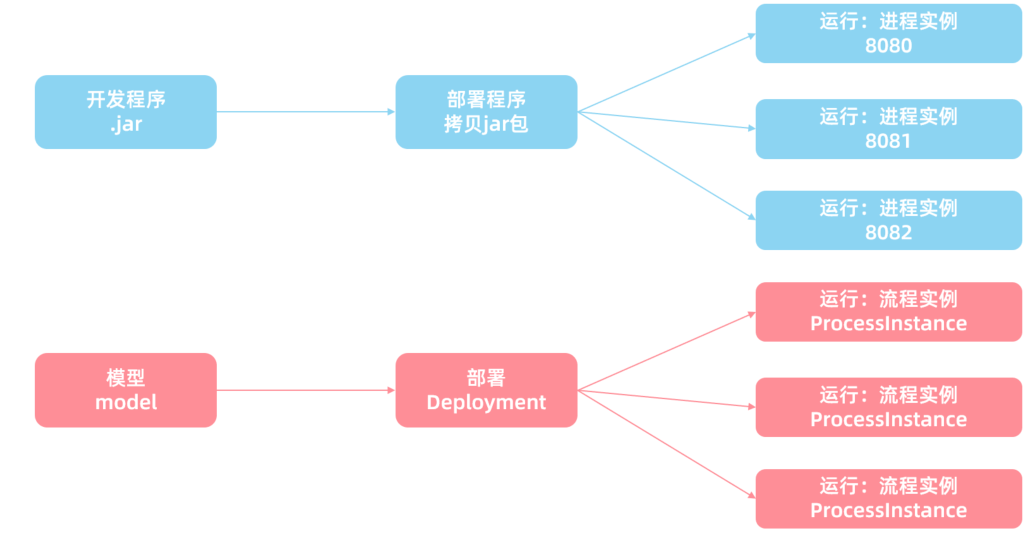 开发程序
.jar
部署程序
拷贝jar包
运行：进程实例
8080
运行：进程实例
8081
运行：进程实例
8082
模型
model
部署
Deployment
运行：流程实例
ProcessInstance
运行：流程实例
ProcessInstance
运行：流程实例
ProcessInstance